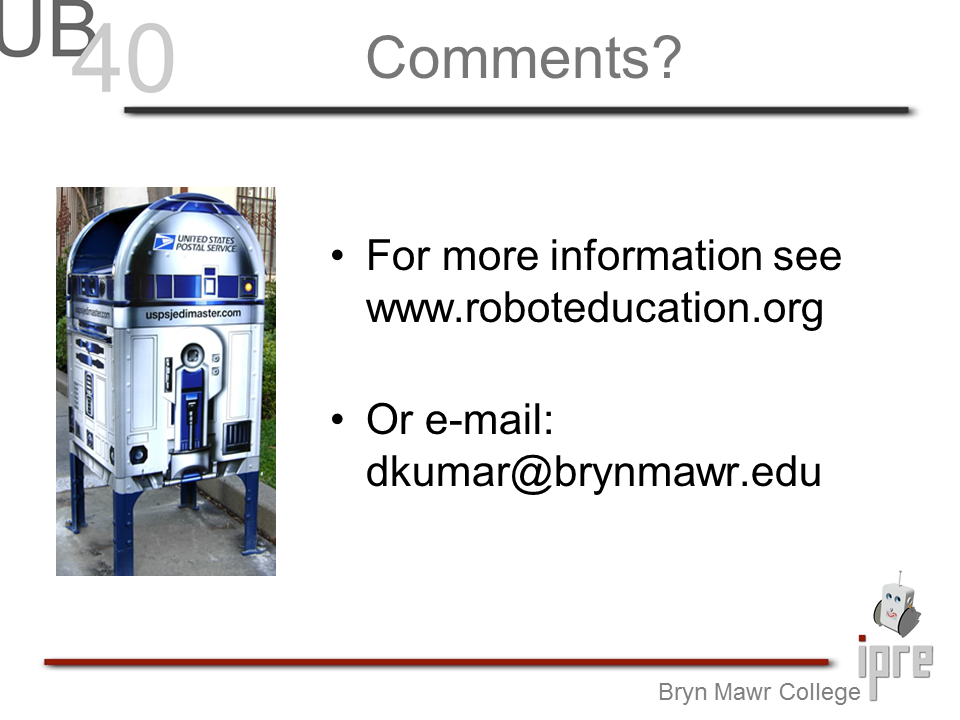 UB
40
Comments?
UNITED STATES
POSTAL SERVICE
uspsjedimaster.com
• For more information see
www.roboteducation.org
• Or e-mail:
dkumar@brynmawr.edu
ipre
Bryn Mawr College